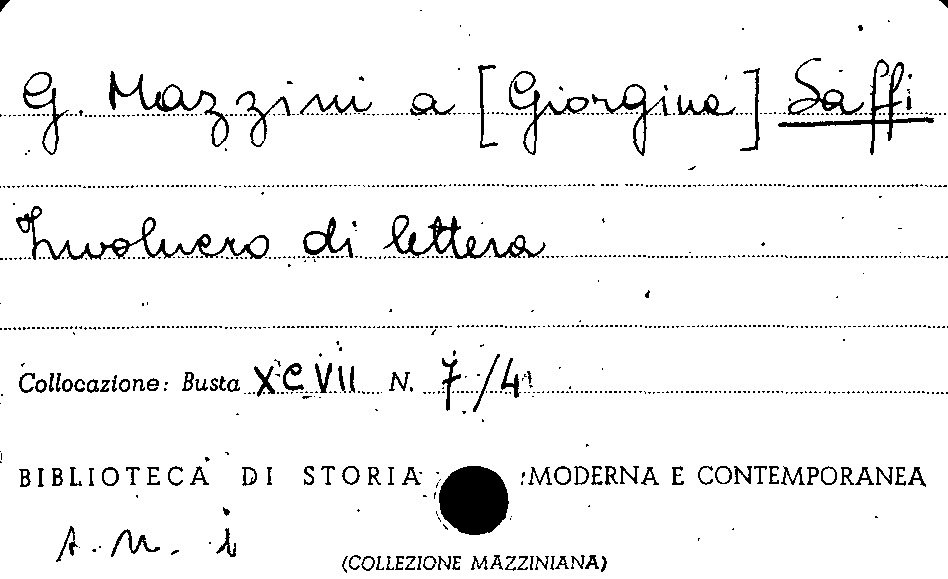 G. Mazzini a [Giorgina] Saffi
Involucro di lettera
Collocazione: Busta XCVII N. 7/4
BIBLIOTECA DI STORIA MODERNA E CONTEMPORANEA
s. n. i
(COLLEZIONE MAZZINIANA)